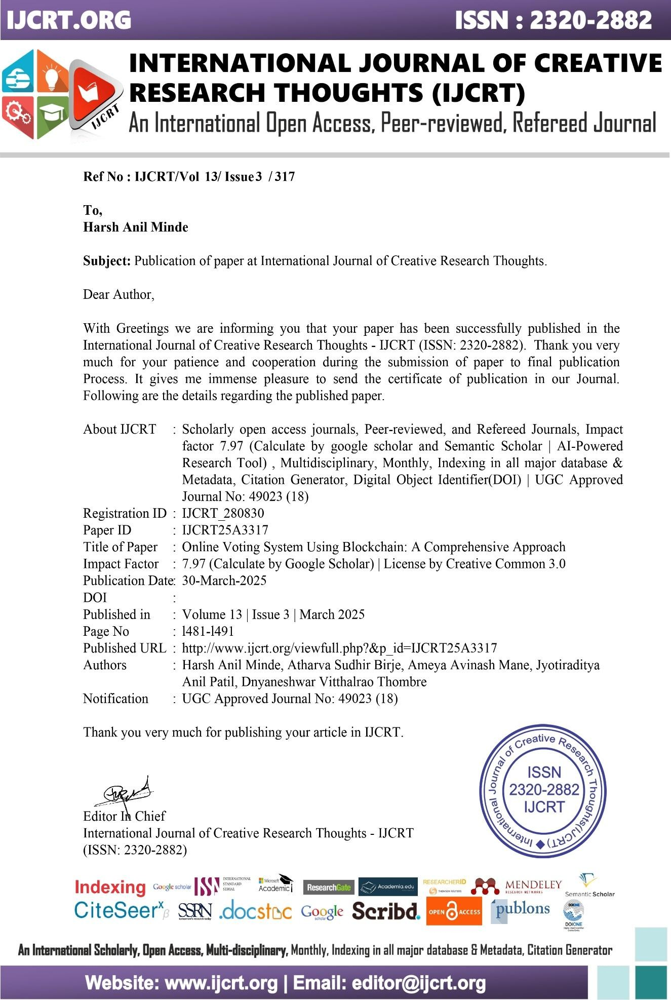 IJCRT.ORG
ISSN : 2320-2882
INTERNATIONAL JOURNAL OF CREATIVE
RESEARCH THOUGHTS (IJCRT)
An International Open Access, Peer-reviewed, Refereed Journal
IJCRT
Ref No : IJCRT/Vol 13/ Issue 3 / 317
To,
Harsh Anil Minde
Subject: Publication of paper at International Journal of Creative Research Thoughts.
Dear Author,
With Greetings we are informing you that your paper has been successfully published in the
International Journal of Creative Research Thoughts - IJCRT (ISSN: 2320-2882). Thank you very
much for your patience and cooperation during the submission of paper to final publication
Process. It gives me immense pleasure to send the certificate of publication in our Journal.
Following are the details regarding the published paper.
About IJCRT : Scholarly open access journals, Peer-reviewed, and Refereed Journals, Impact
factor 7.97 (Calculate by google scholar and Semantic Scholar | AI-Powered
Research Tool) , Multidisciplinary, Monthly, Indexing in all major database &
Metadata, Citation Generator, Digital Object Identifier(DOI) | UGC Approved
Journal No: 49023 (18)
Registration ID : IJCRT_280830
Paper ID : IJCRT25A3317
Title of Paper : Online Voting System Using Blockchain: A Comprehensive Approach
Impact Factor : 7.97 (Calculate by Google Scholar) | License by Creative Common 3.0
Publication Date: 30-March-2025
DOI :
Published in : Volume 13 | Issue 3 | March 2025
Page No : l481-l491
Published URL : http://www.ijcrt.org/viewfull.php?&p_id=IJCRT25A3317
Authors : Harsh Anil Minde, Atharva Sudhir Birje, Ameya Avinash Mane, Jyotiraditya
Anil Patil, Dnyaneshwar Vitthalrao Thombre
Notification : UGC Approved Journal No: 49023 (18)
Thank you very much for publishing your article in IJCRT.
International Journal of Creative Research Thoughts(IJCRT)
ISSN
2320-2882
IJCRT
Editor In Chief
International Journal of Creative Research Thoughts - IJCRT
(ISSN: 2320-2882)
Indexing Google scholar ISSN INTERNATIONAL STANDARD SERIAL Microsoft Academic ResearchGate Academia.edu RESEARCHERID THOMSON REUTERS MENDELEY RESEARCH NETWORKS Semantic Scholar
CiteSeerx β SSRN tomorrow's research today .docstoc Google scholar Scribd. OPEN ACCESS publons DOIONE DOIONE Digital object identifier Online Entity
An International Scholarly, Open Access, Multi-disciplinary, Monthly, Indexing in all major database & Metadata, Citation Generator
Website: www.ijcrt.org | Email: editor@ijcrt.org